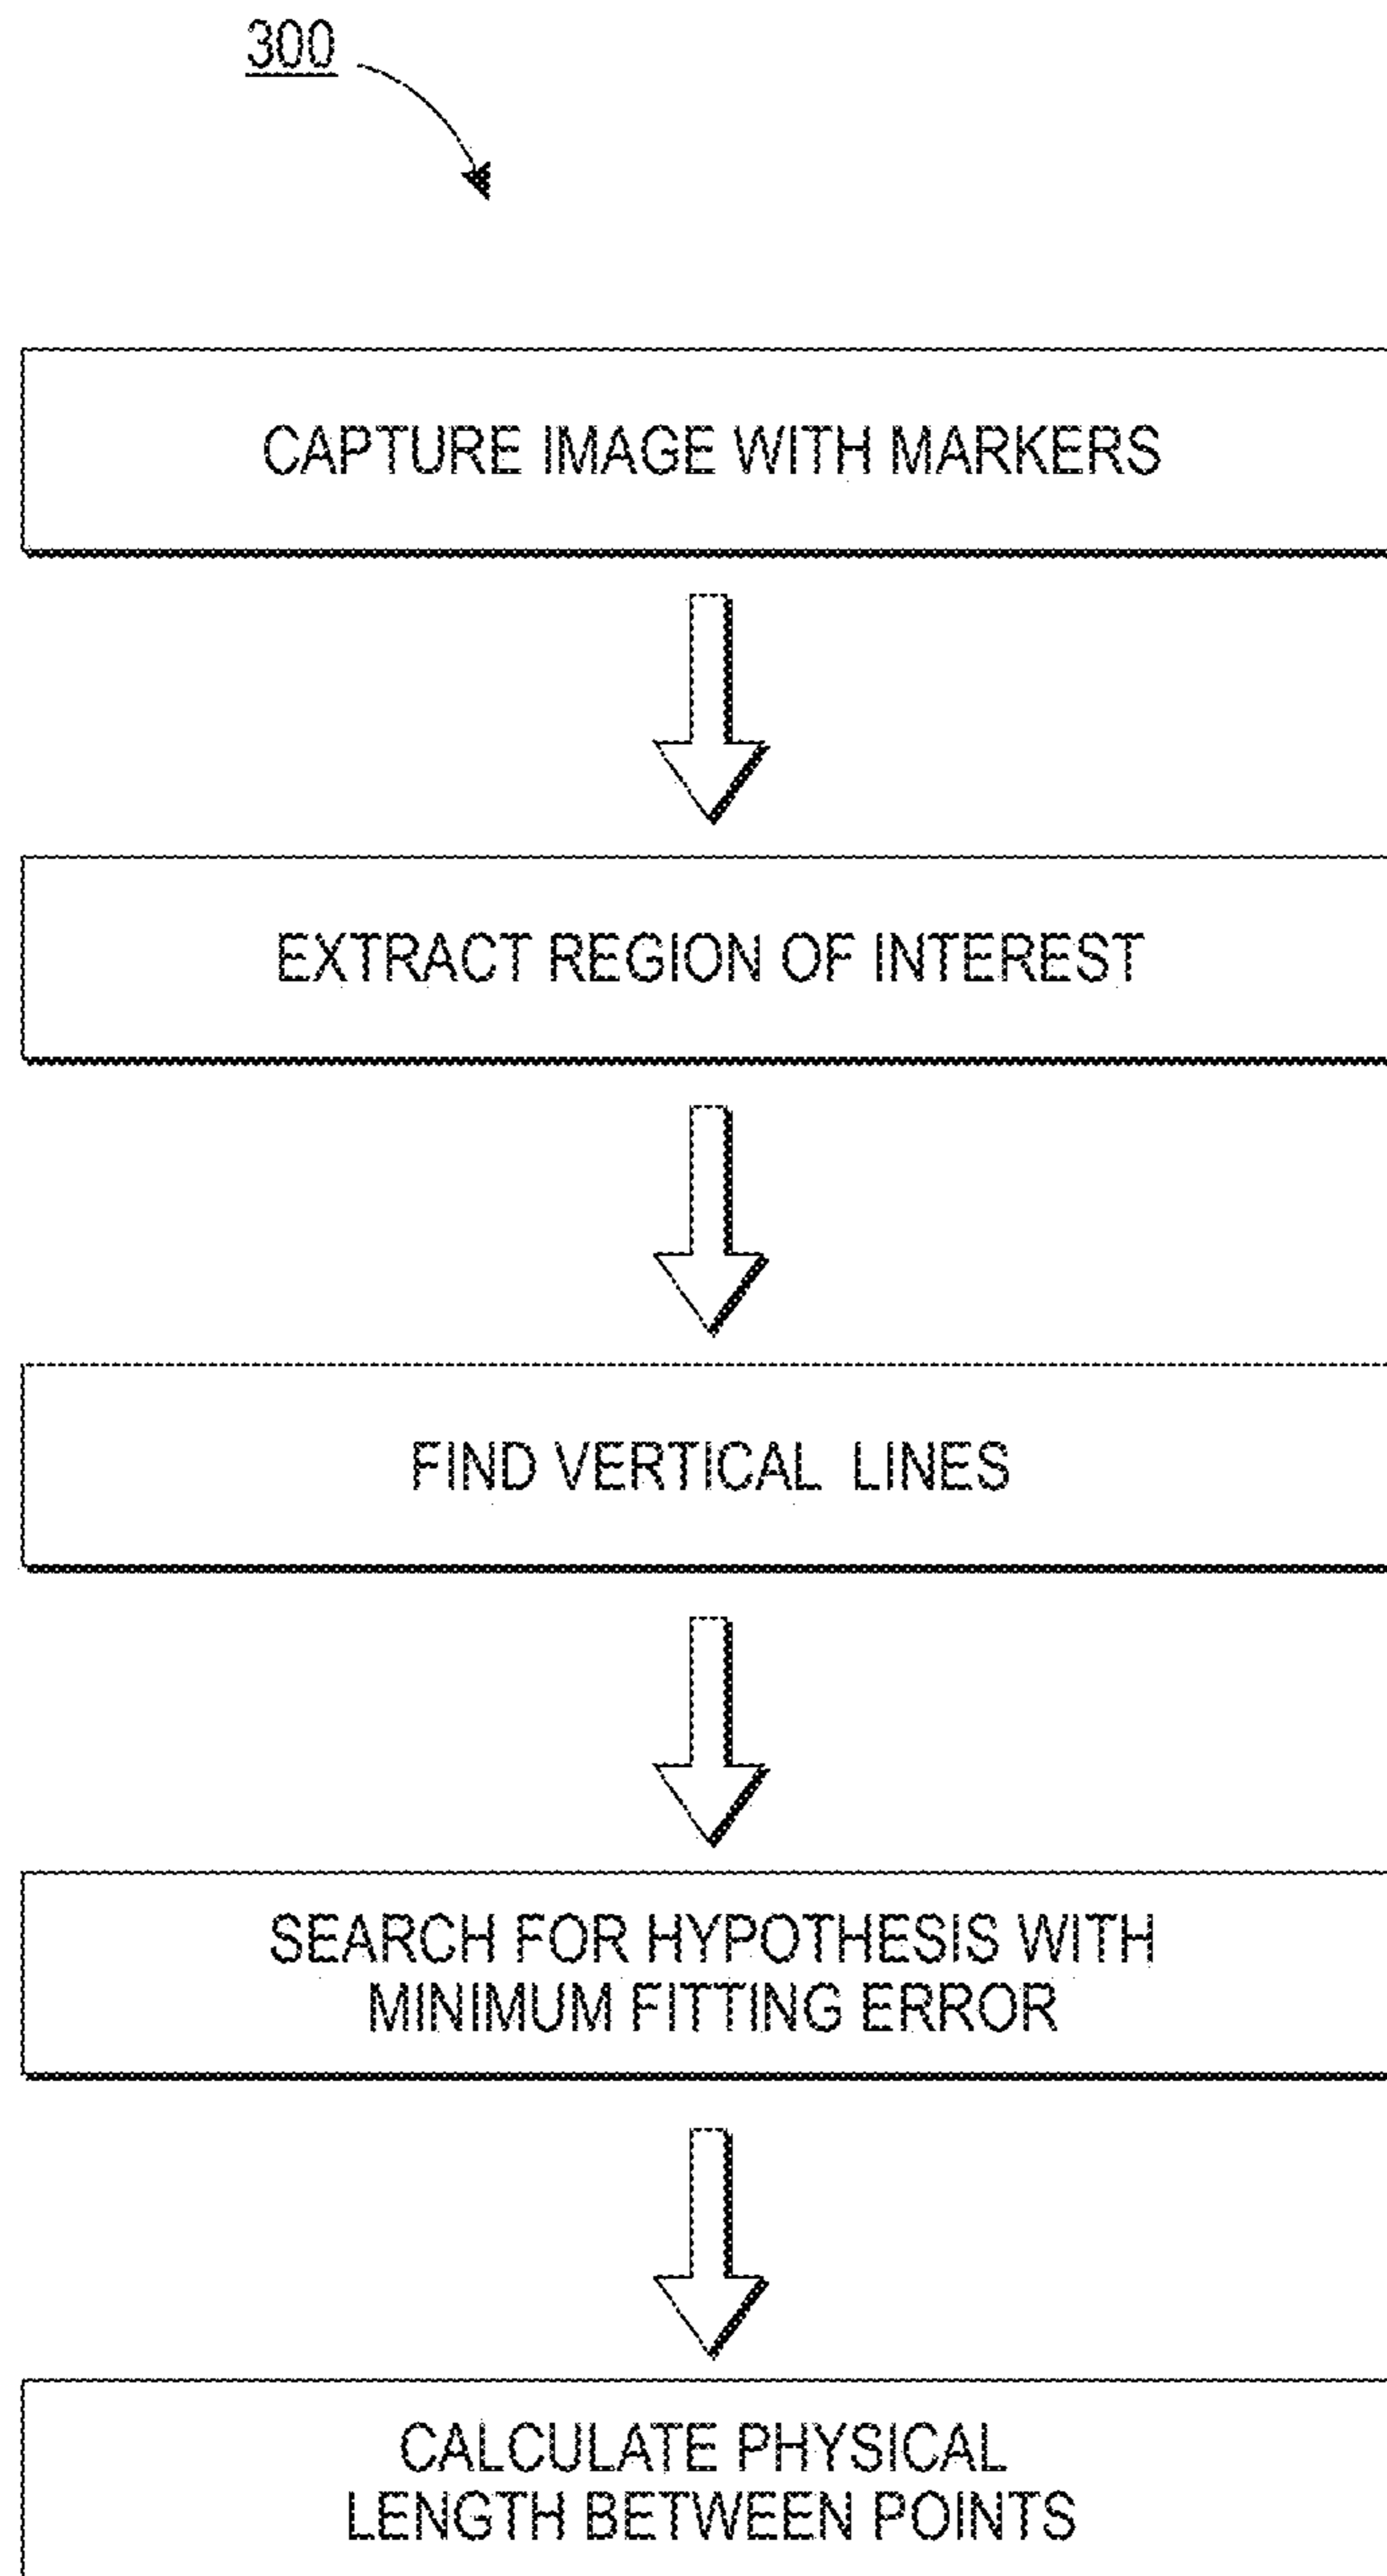 300
CAPTURE IMAGE WITH MARKERS
EXTRACT REGION OF INTEREST
FIND VERTICAL LINES
SEARCH FOR HYPOTHESIS WITH
MINIMUM FITTING ERROR
CALCULATE PHYSICAL
LENGTH BETWEEN POINTS